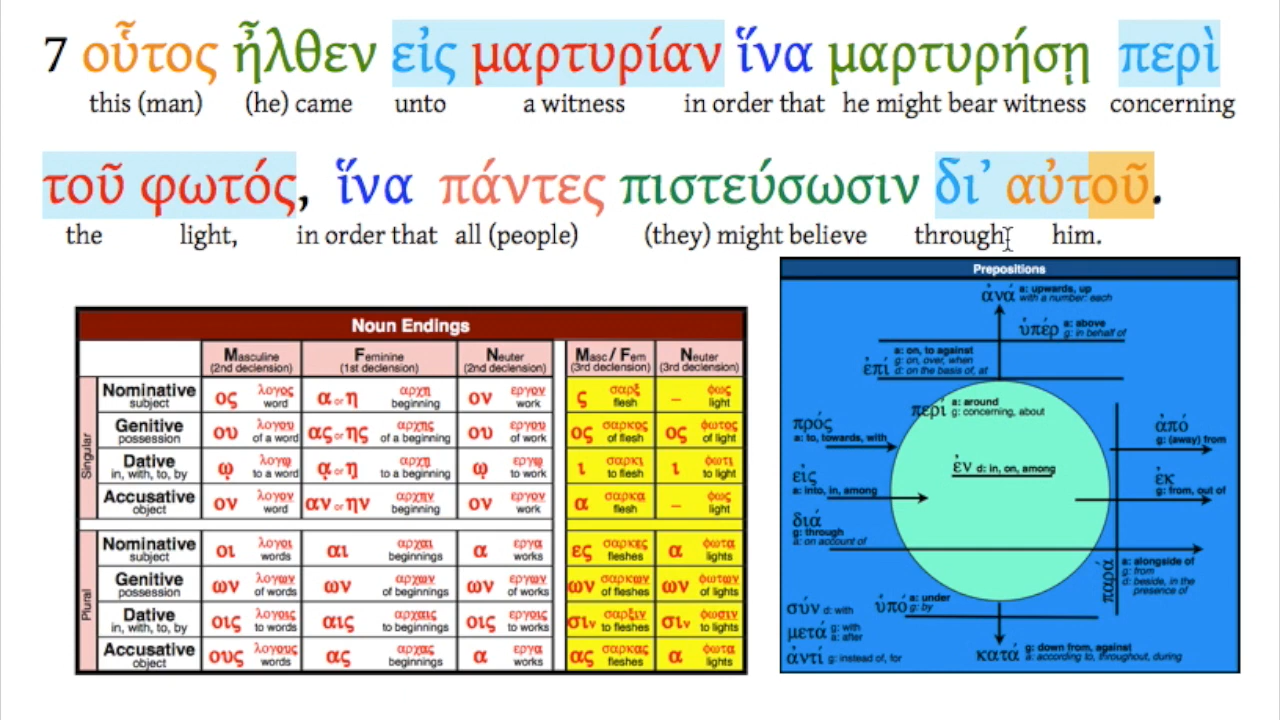 7 οὗτος ἦλθεν εἰς μαρτυρίαν ἵνα μαρτυρήσῃ περὶ
this (man) (he) came unto a witness in order that he might bear witness concerning
τοῦ φωτός, ἵνα πάντες πιστεύσωσιν δι᾽ αὐτοῦ.
the light, in order that all (people) (they) might believe through him.
Noun Endings
Masculine Feminine Neuter Masc / Fem Neuter
(2nd declension) (1st declension) (2nd declension) (3rd declension) (3rd declension)
Singular
Nominative ος λογος α or η αρχη ον εργον ς σαρξ – φως
subject word beginning work flesh light
Genitive ου λογου ας or ης αρχης ου εργου ος σαρκος ος φωτος
possession of a word of a beginning of work of flesh of light
Dative ῳ λογῳ ᾳ or ῃ αρχῃ ῳ εργῳ ι σαρκι ι φωτι
in, with, to, by to a word to a beginning to work to flesh to light
Accusative ον λογον αν or ην αρχην ον εργον α σαρκα – φως
object word beginning work flesh light
Plural
Nominative οι λογοι αι αρχαι α εργα ες σαρκες α φωτα
subject words beginnings works fleshes lights
Genitive ων λογων ων αρχων ων εργων ων σαρκων ων φωτων
possession of words of beginnings of works of fleshes of lights
Dative οις λογοις αις αρχαις οις εργοις σιν σαρξιν σιν φωσιν
in, with, to, by to words to beginnings to works to fleshes to lights
Accusative ους λογους ας αρχας α εργα ας σαρκας α φωτα
object words beginnings works fleshes lights
Prepositions
ἀνά a: upwards, up
with a number: each
ὑπέρ a: above
g: in behalf of
ἐπί a: on, to against
g: on, over, when
d: on the basis of, at
περί a: around
g: concerning, about
πρός
a: to, towards, with
ἀπό
g: (away) from
ἐν d: in, on, among
εἰς
a: into, in, among
ἐκ
g: from, out of
διά
g: through
a: on account of
παρά a: alongside of
g: from
d: beside, in the
presence of
σύν d: with
ὑπό a: under
g: by
μετά g: with
a: after
ἀντί g: instead of, for
κατά g: down from, against
a: according to, throughout, during